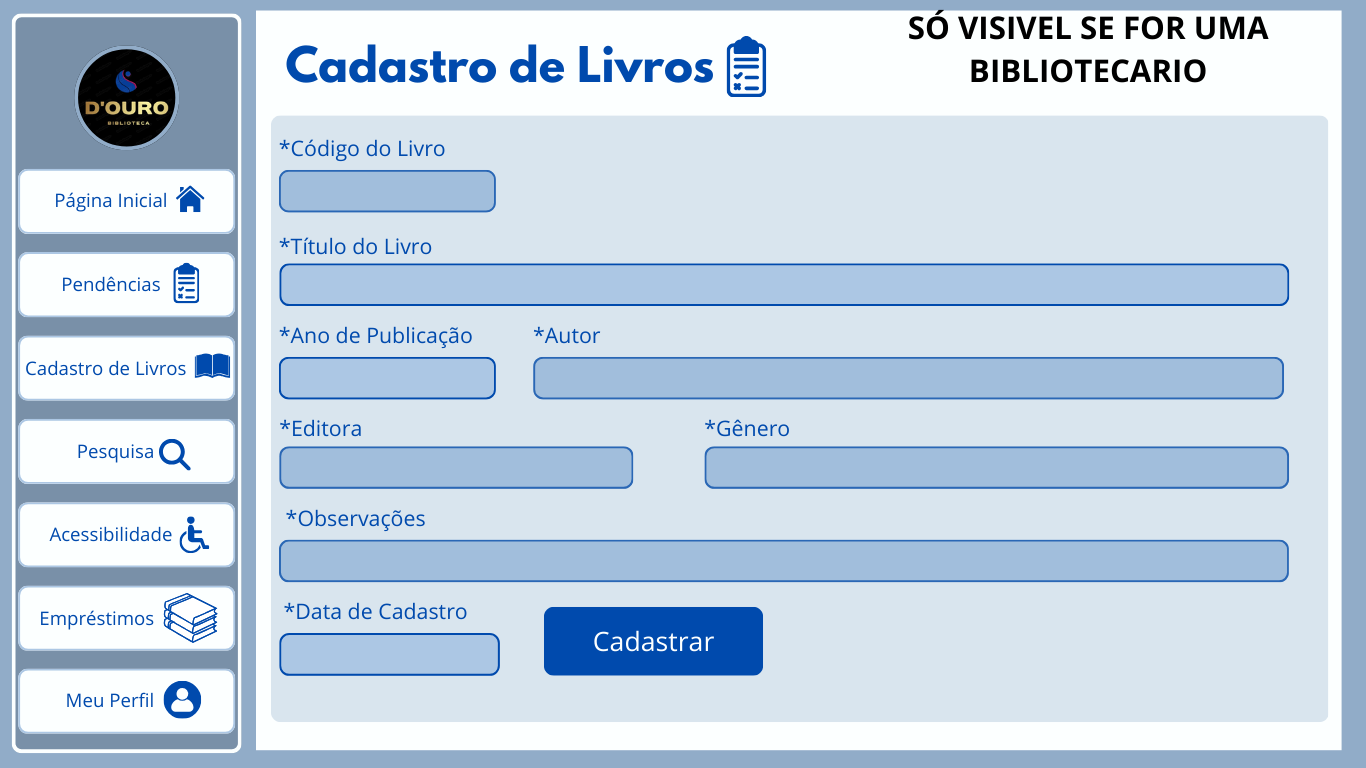 D'OURO
BIBLIOTECA
Página Inicial
Pendências
Cadastro de Livros
Pesquisa
Acessibilidade
Empréstimos
Meu Perfil
Cadastro de Livros
SÓ VISIVEL SE FOR UMA
BIBLIOTECARIO
*Código do Livro
*Título do Livro
*Ano de Publicação *Autor
*Editora *Gênero
*Observações
*Data de Cadastro
Cadastrar